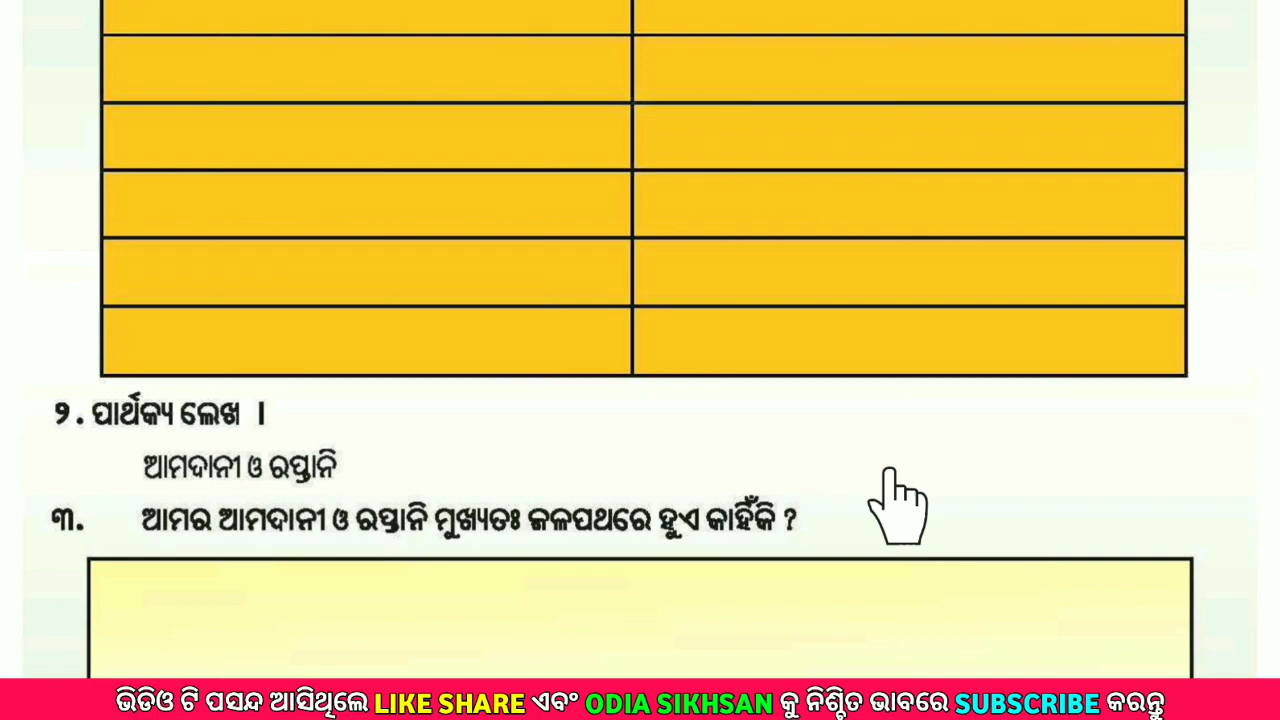 ୨. ପାର୍ଥକ୍ୟ ଲେଖ ।
ଆମଦାନୀ ଓ ରପ୍ତାନି
୩. ଆମର ଆମଦାନୀ ଓ ରପ୍ତାନି ମୁଖ୍ୟତଃ ଜଳପଥରେ ହୁଏ କାହିଁକି ?
ଭିଡିଓ ଟି ପସନ୍ଦ ଆସିଥିଲେ LIKE SHARE ଏବଂ ODIA SIKHSAN କୁ ନିଶ୍ଚିତ ଭାବରେ SUBSCRIBE କରନ୍ତୁ